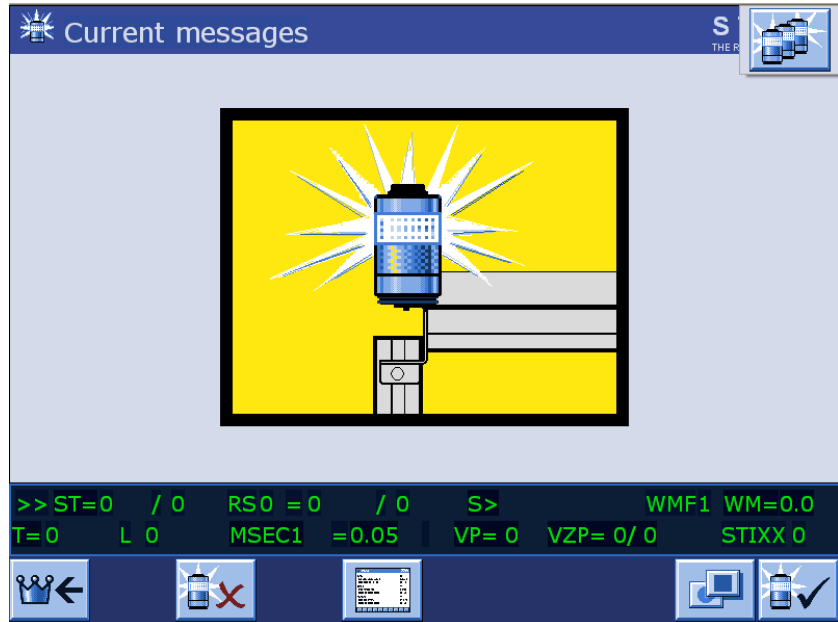 Current messages
S
THE R
>> ST=0 / 0 RS0 = 0 / 0 S> WMF1 WM=0.0
T=0 L 0 MSEC1 =0.05 VP= 0 VZP= 0/ 0 STIXX 0